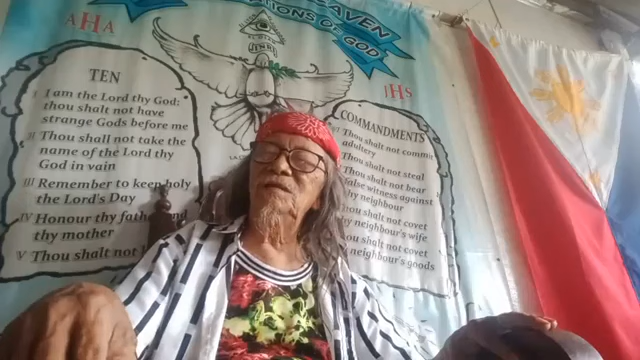 HEAVEN
NATIONS OF GOD
AHA
INRI
IHS
TEN
I I am the Lord thy God;
thou shalt not have
strange Gods before me
II Thou shall not take the
name of the Lord thy
God in vain
III Remember to keep holy
the Lord's Day
IV Honour thy father and
thy mother
V Thou shalt not
COMMANDMENTS
Thou shalt not commit
adultery
Thou shalt not steal
Thou shalt not bear
false witness against
thy neighbour
Thou shalt not covet
thy neighbour's wife
Thou shalt not covet
thy neighbour's goods